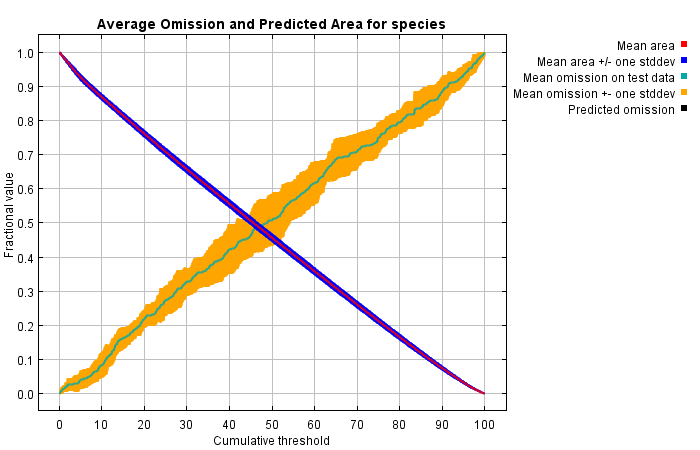 Average Omission and Predicted Area for species
Mean area
Mean area +/- one stddev
Mean omission on test data
Mean omission +- one stddev
Predicted omission
Fractional value
1.0
0.9
0.8
0.7
0.6
0.5
0.4
0.3
0.2
0.1
0.0
0 10 20 30 40 50 60 70 80 90 100
Cumulative threshold